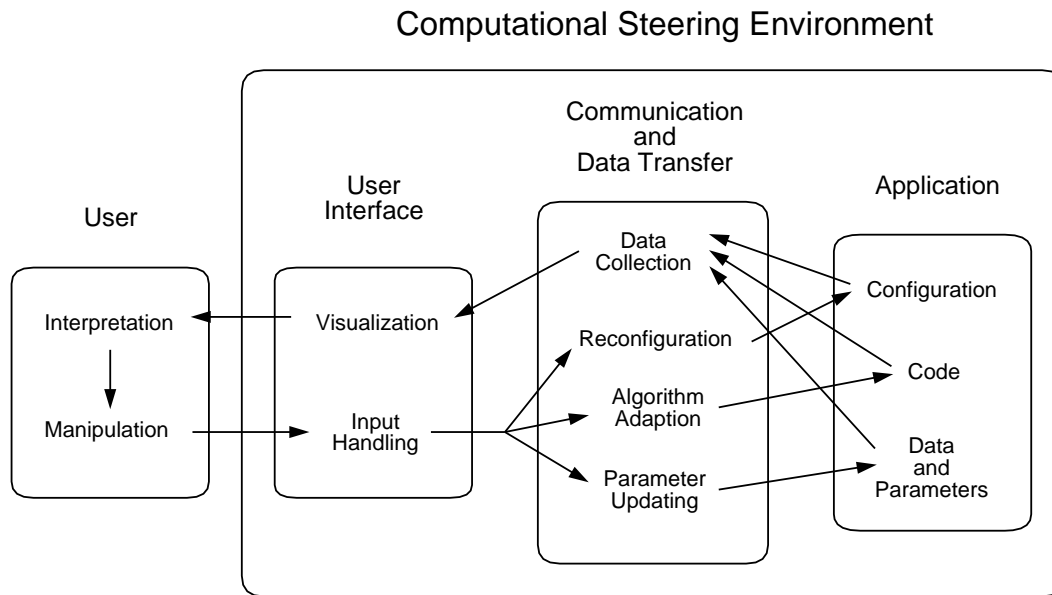 Computational Steering Environment
User
Interpretation
Manipulation
User
Interface
Visualization
Input
Handling
Communication
and
Data Transfer
Data
Collection
Reconfiguration
Algorithm
Adaption
Parameter
Updating
Application
Configuration
Code
Data
and
Parameters